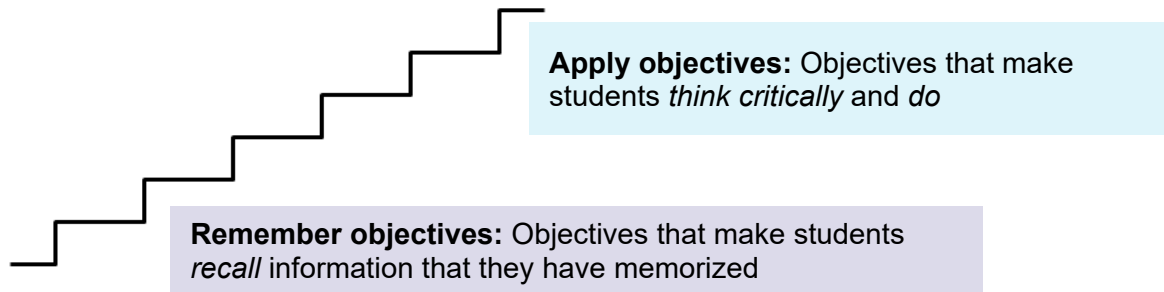 Apply objectives: Objectives that make
students think critically and do
Remember objectives: Objectives that make students
recall information that they have memorized